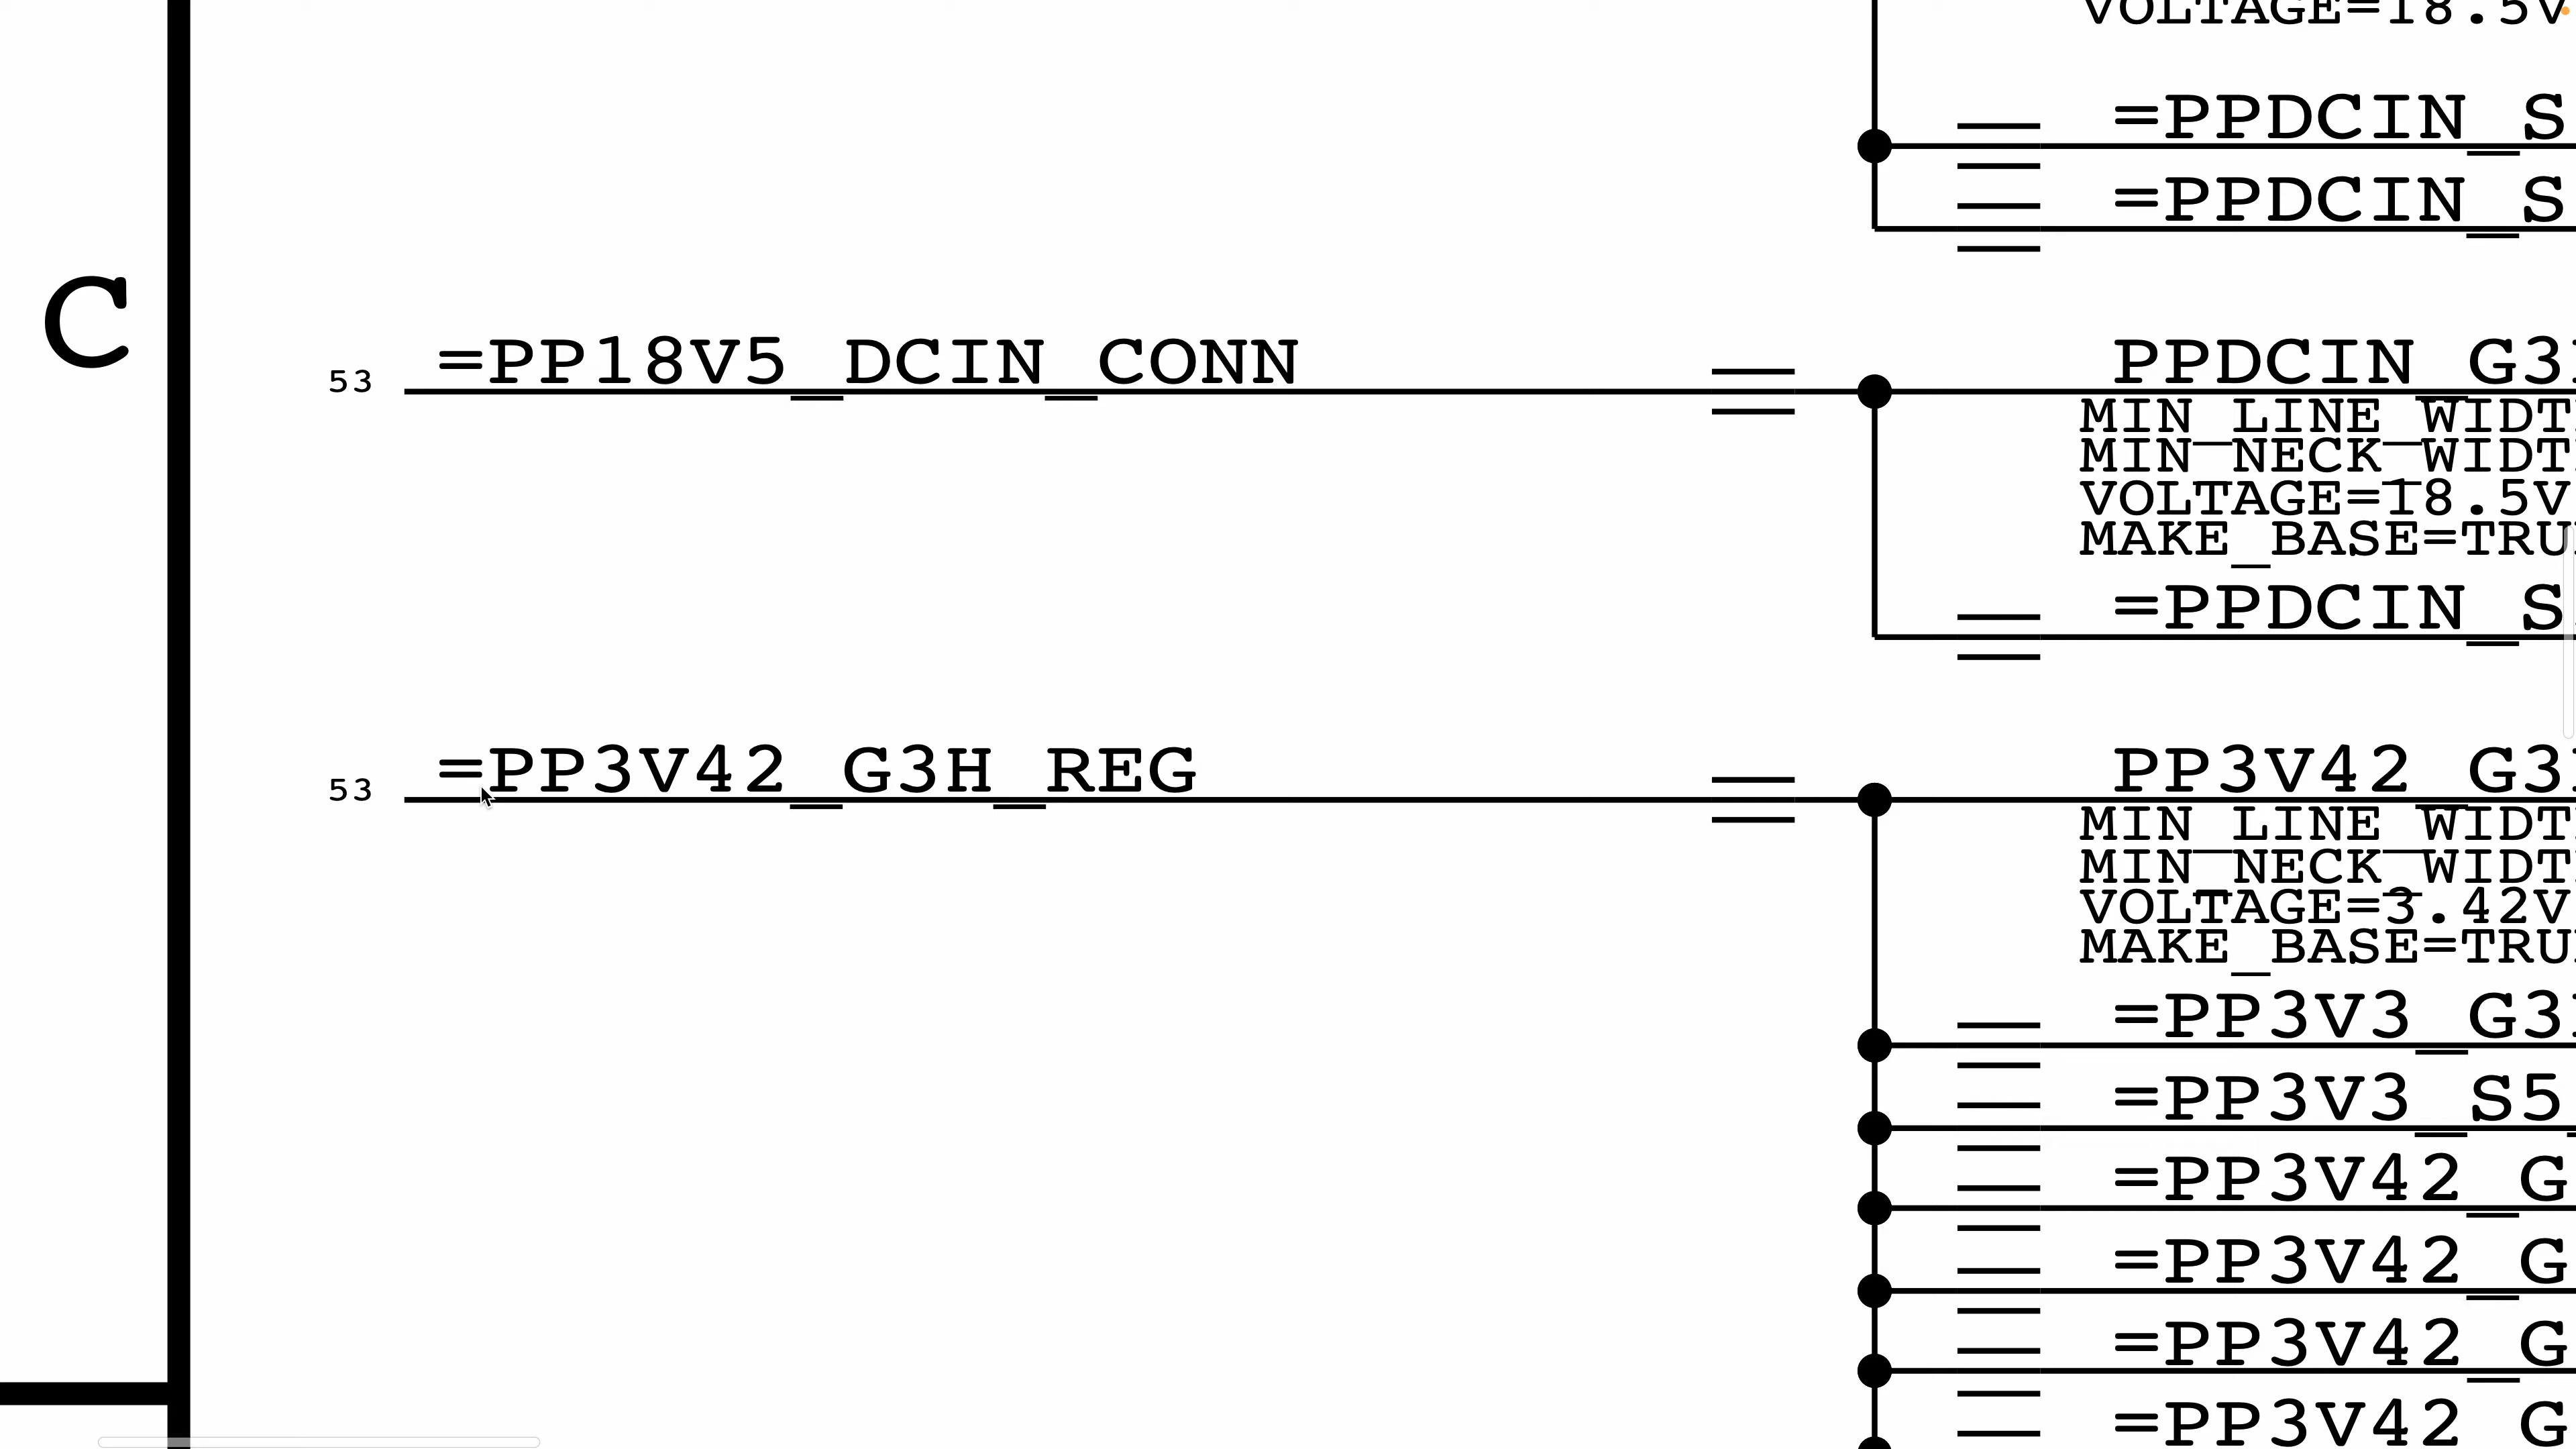 VOLTAGE=18.5V
=PPDCIN_S
=PPDCIN_S
C
53 =PP18V5_DCIN_CONN
PPDCIN_G3
MIN_LINE_WIDT
MIN_NECK_WIDT
VOLTAGE=18.5V
MAKE_BASE=TRU
=PPDCIN_S
53 =PP3V42_G3H_REG
PP3V42_G3
MIN_LINE_WIDT
MIN_NECK_WIDT
VOLTAGE=3.42V
MAKE_BASE=TRU
=PP3V3_G3
=PP3V3_S5
=PP3V42_G
=PP3V42_G
=PP3V42_G
=PP3V42_G